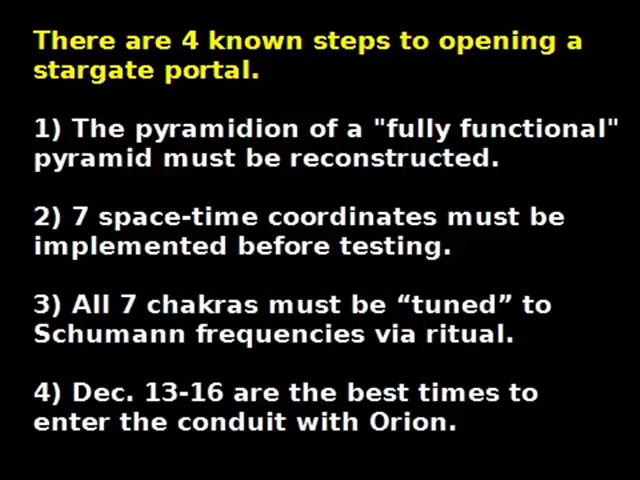 There are 4 known steps to opening a
stargate portal.
1) The pyramidion of a "fully functional"
pyramid must be reconstructed.
2) 7 space-time coordinates must be
implemented before testing.
3) All 7 chakras must be “tuned” to
Schumann frequencies via ritual.
4) Dec. 13-16 are the best times to
enter the conduit with Orion.